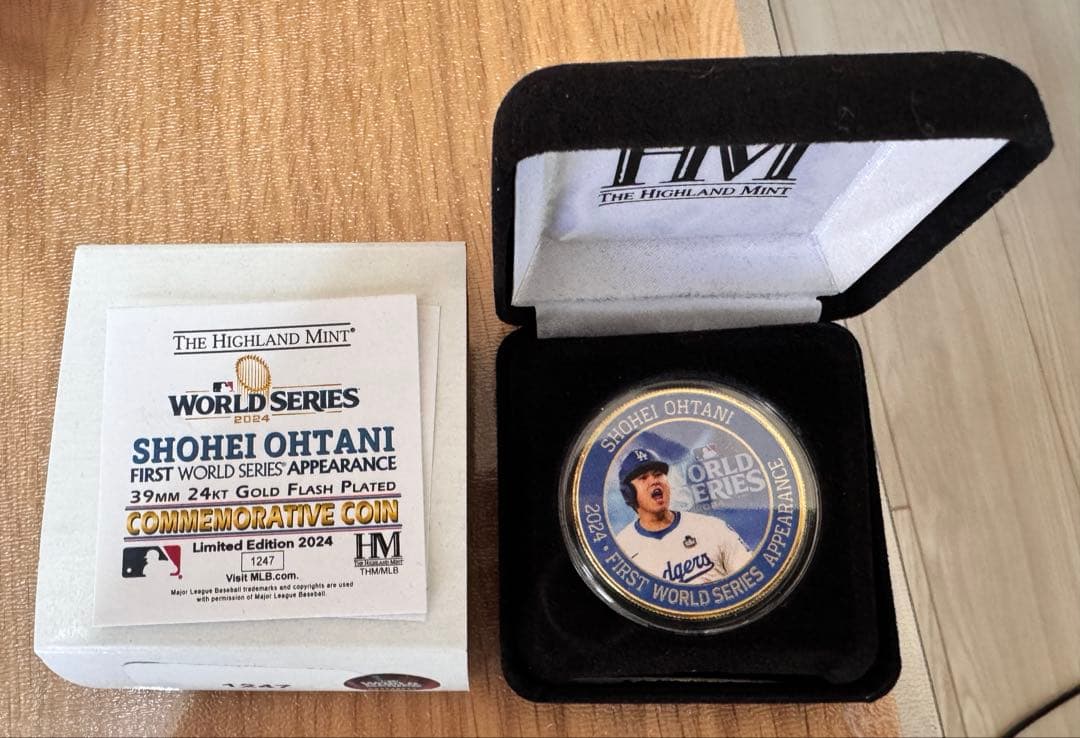 THE HIGHLAND MINT®
WORLD SERIES
2024
SHOHEI OHTANI
FIRST WORLD SERIES® APPEARANCE
39MM 24KT GOLD FLASH PLATED
COMMEMORATIVE COIN
Limited Edition 2024
1247
Visit MLB.com.
Major League Baseball trademarks and copyrights are used
with permission of Major League Baseball.
HM
THE HIGHLAND MINT
THM/MLB
1247
HM
THE HIGHLAND MINT
SHOHEI OHTANI
2024 • FIRST WORLD SERIES APPEARANCE
WORLD
SERIES
LA
dgers